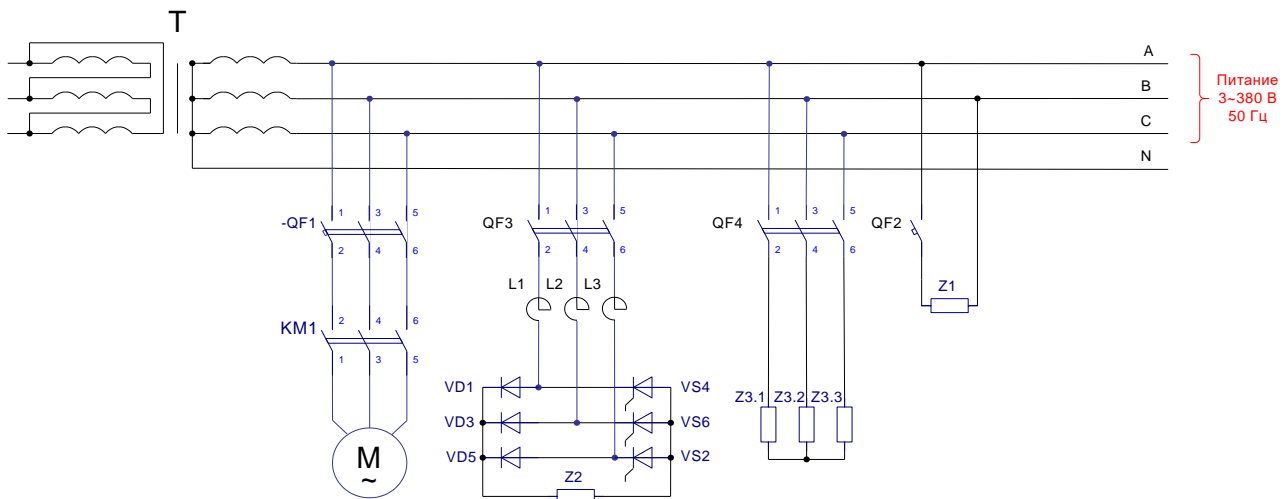 T
A
B
C
N
Питание
3~380 В
50 Гц
-QF1
1 3 5
2 4 6
QF3
1 3 5
2 4 6
QF4
1 3 5
2 4 6
QF2
L1 L2 L3
Z1
KM1
2 4 6
1 3 5
VD1
VS4
VD3
VS6
VD5
VS2
Z2
Z3.1 Z3.2 Z3.3
M
~